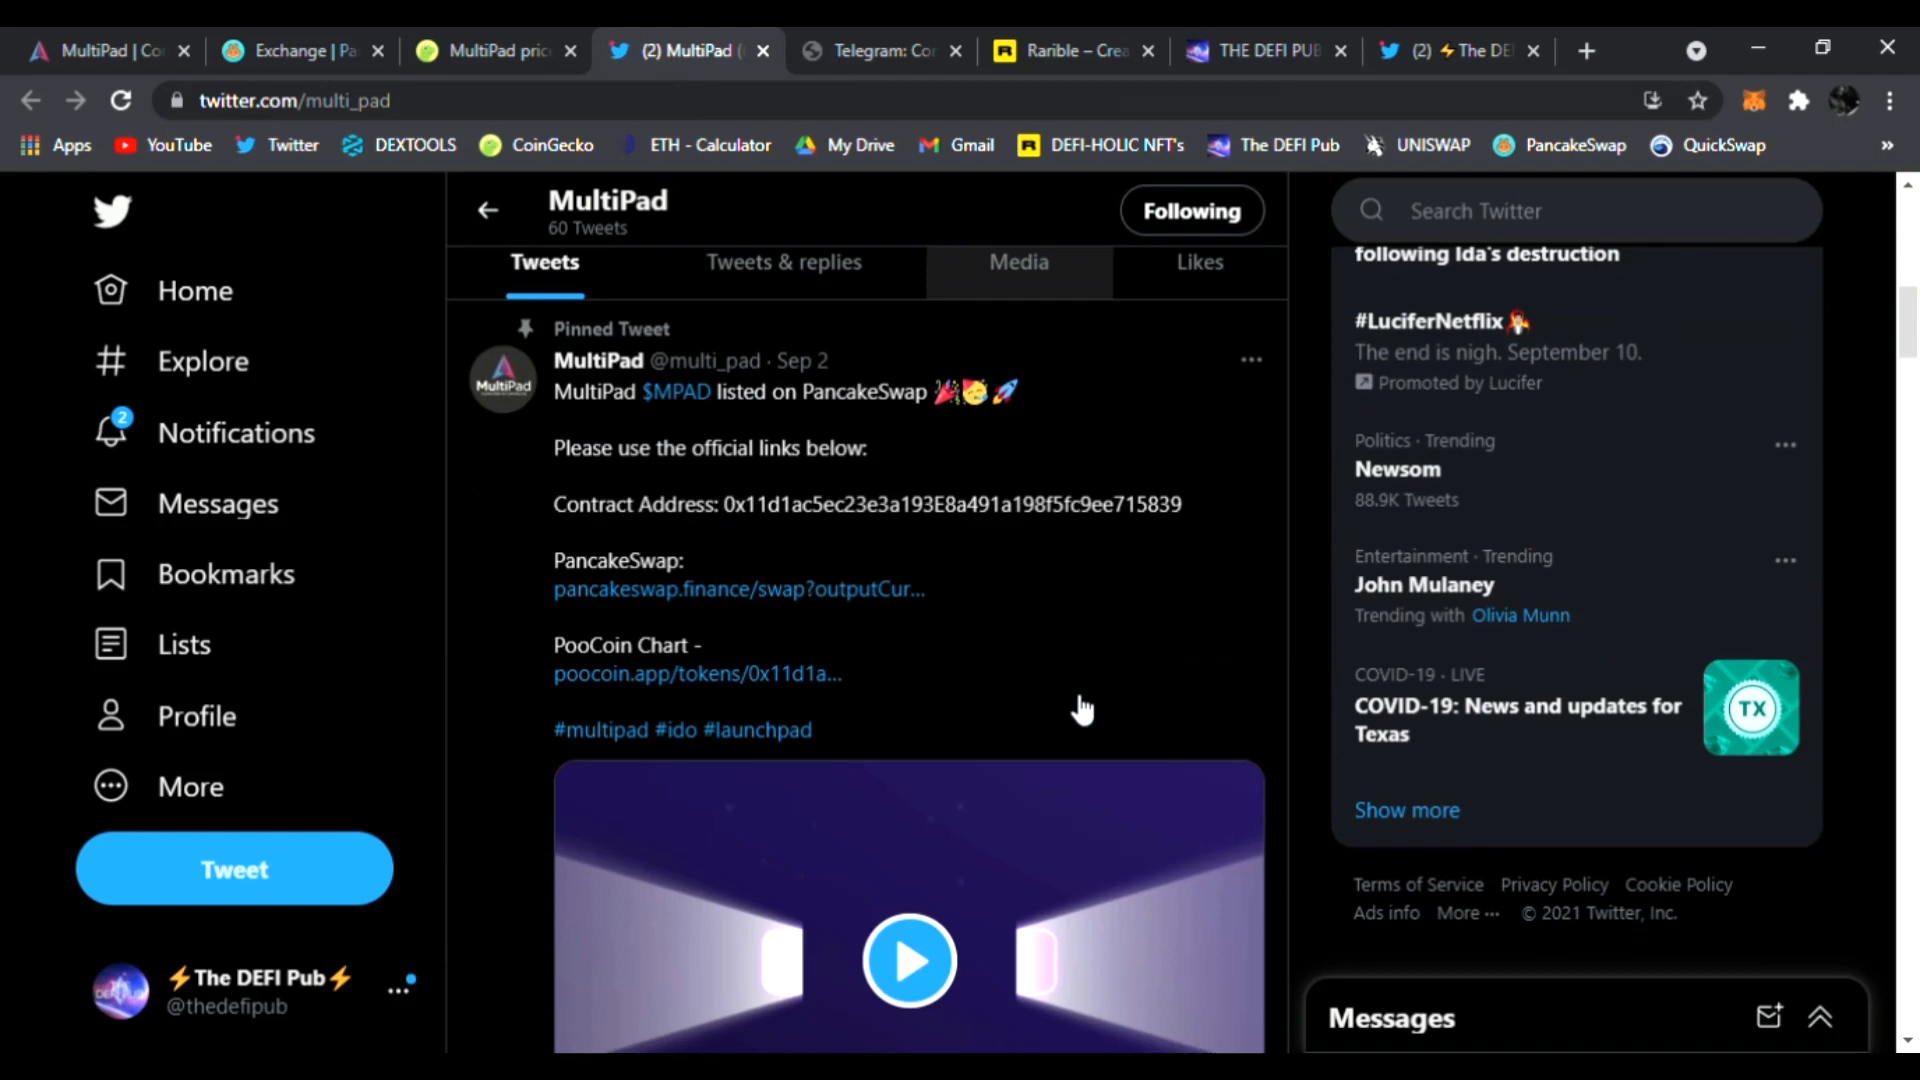 MultiPad | Co
Exchange | Pa
MultiPad pric
(2) MultiPad (
Telegram: Cor
Rarible – Crea
THE DEFI PUB
(2) ⚡The DE
twitter.com/multi_pad
Apps
YouTube
Twitter
DEXTOOLS
CoinGecko
ETH - Calculator
My Drive
Gmail
DEFI-HOLIC NFT's
The DEFI Pub
UNISWAP
PancakeSwap
QuickSwap
»
Home
Explore
2
Notifications
Messages
Bookmarks
Lists
Profile
More
Tweet
⚡The DEFI Pub⚡
@thedefipub
MultiPad
60 Tweets
Following
Tweets
Tweets & replies
Media
Likes
Pinned Tweet
MultiPad @multi_pad · Sep 2
MultiPad
MultiPad $MPAD listed on PancakeSwap 🎉🥳🚀
Please use the official links below:
Contract Address: 0x11d1ac5ec23e3a193E8a491a198f5fc9ee715839
PancakeSwap:
pancakeswap.finance/swap?outputCur...
PooCoin Chart -
poocoin.app/tokens/0x11d1a...
#multipad #ido #launchpad
Search Twitter
following Ida's destruction
#LuciferNetflix
The end is nigh. September 10.
Promoted by Lucifer
Politics · Trending
Newsom
88.9K Tweets
Entertainment · Trending
John Mulaney
Trending with Olivia Munn
COVID-19 · LIVE
COVID-19: News and updates for
Texas
TX
Show more
Terms of Service Privacy Policy Cookie Policy
Ads info More ··· © 2021 Twitter, Inc.
Messages